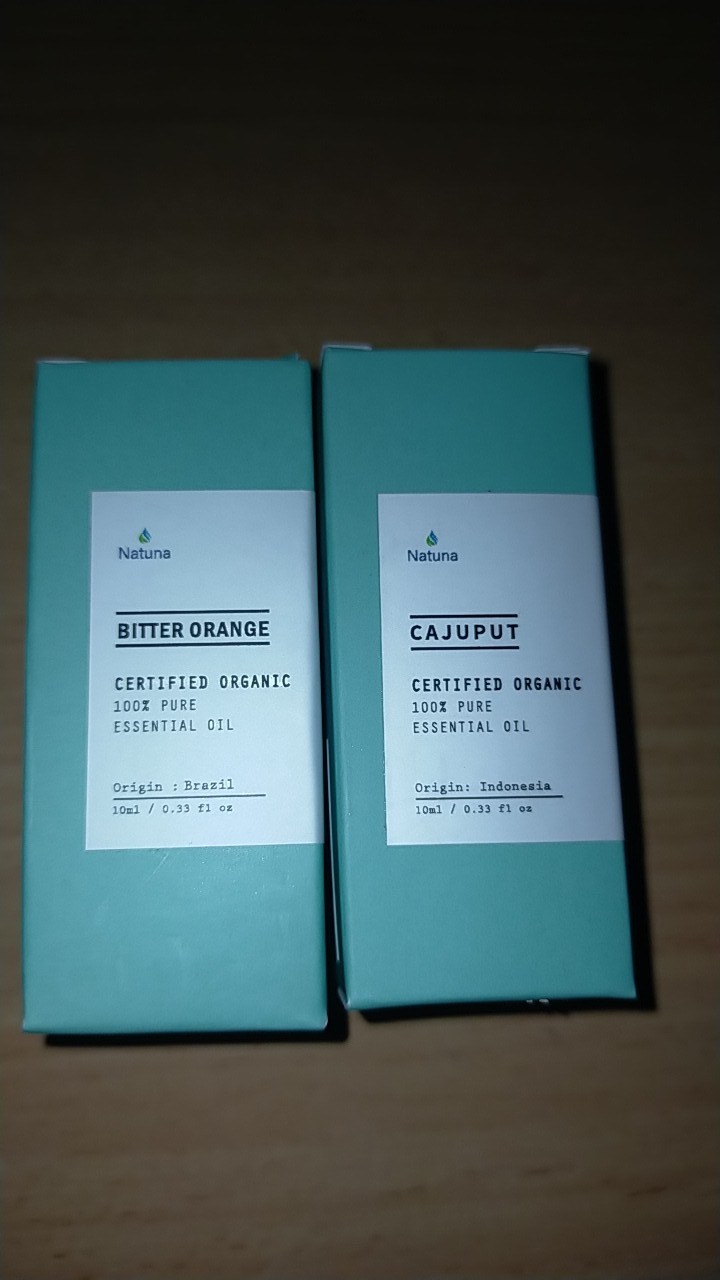 Natuna
BITTER ORANGE
CERTIFIED ORGANIC
100% PURE
ESSENTIAL OIL
Origin : Brazil
10ml / 0.33 fl oz
Natuna
CAJUPUT
CERTIFIED ORGANIC
100% PURE
ESSENTIAL OIL
Origin: Indonesia
10ml / 0.33 fl oz